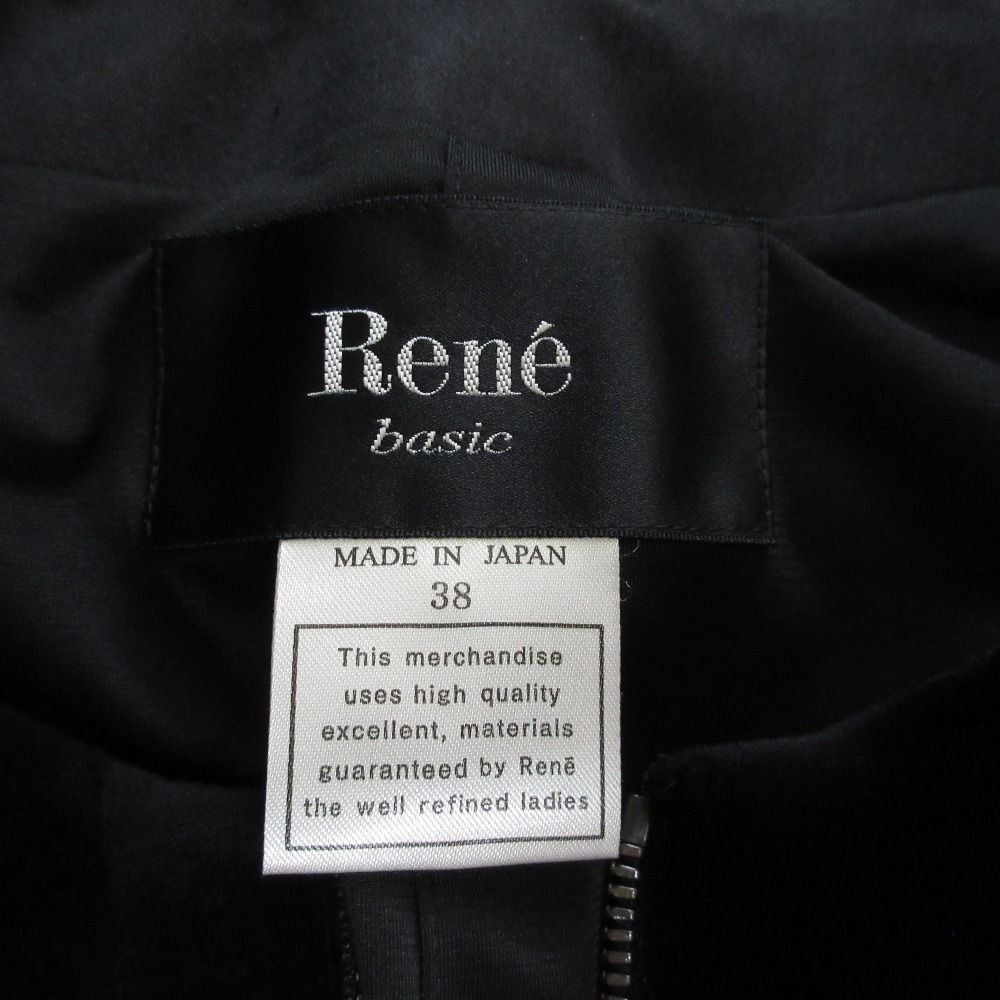 René
basic
MADE IN JAPAN
38
This merchandise
uses high quality
excellent, materials
guaranteed by Renē
the well refined ladies